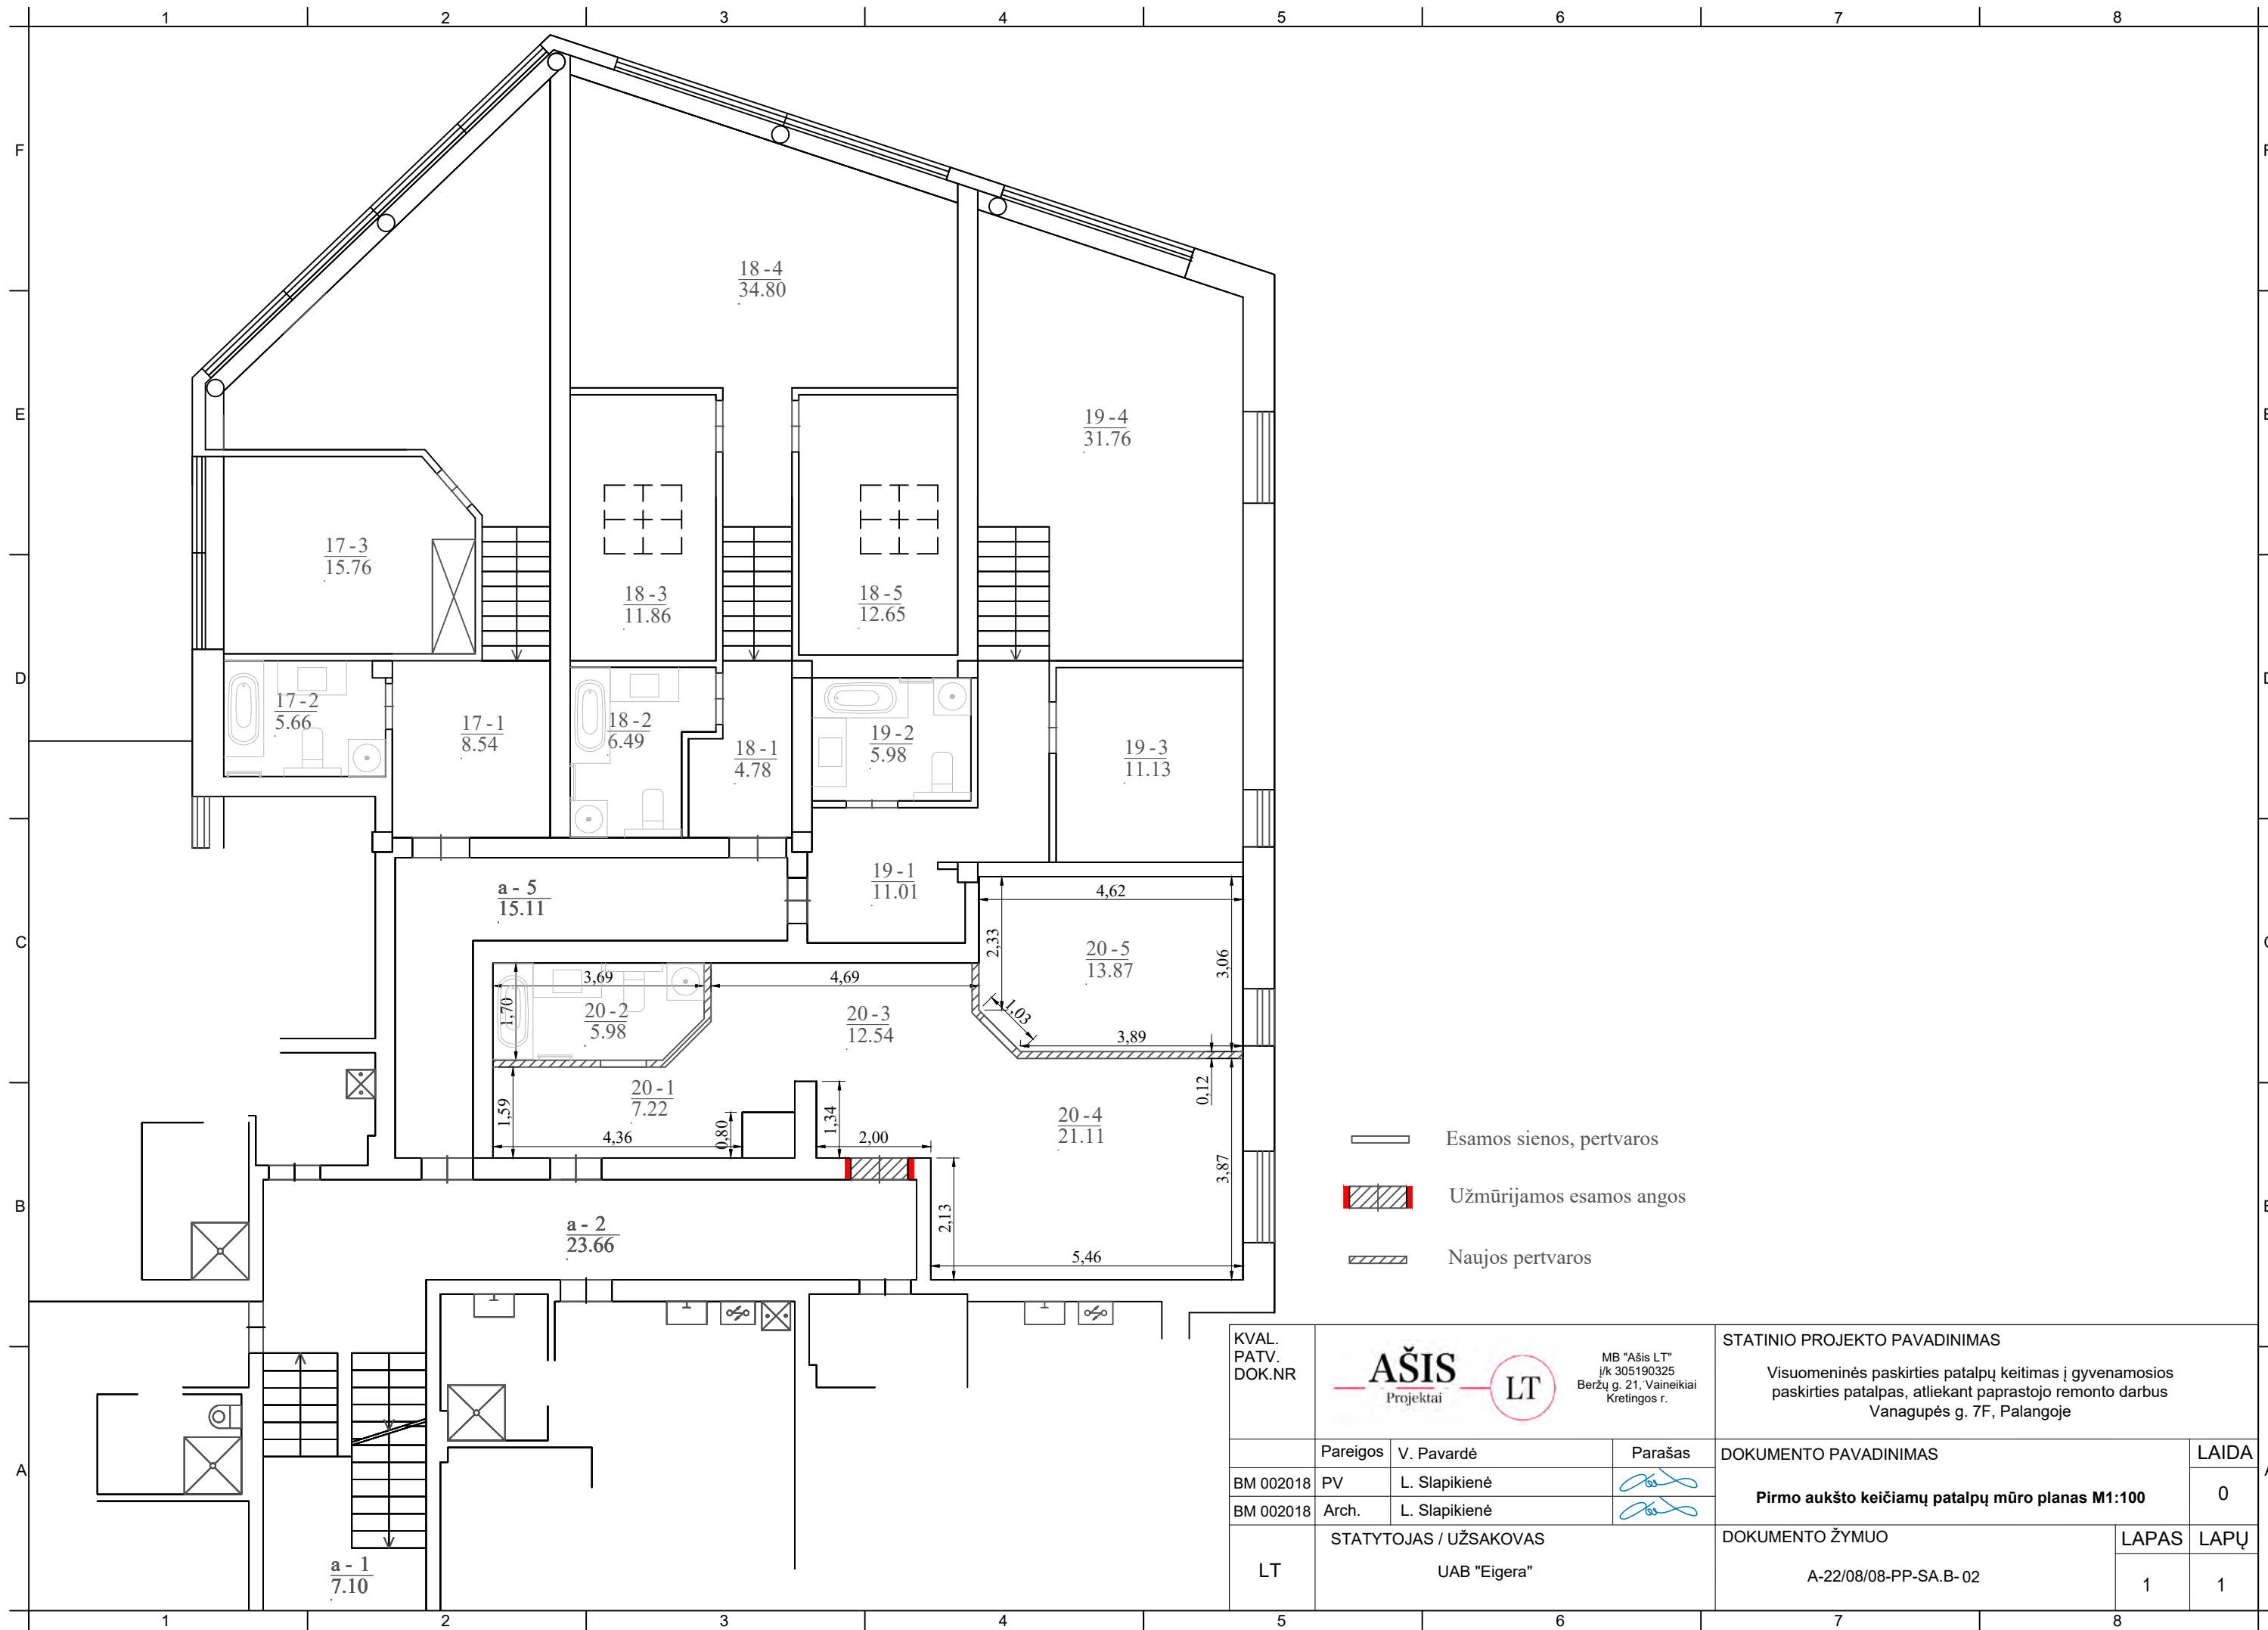 1 2 3 4 5 6 7 8
F
F
18-4
34.80
E
E
19-4
31.76
17-3
15.76
18-3
11.86
18-5
12.65
D
D
17-2
5.66
17-1
8.54
18-2
6.49
18-1
4.78
19-2
5.98
19-3
11.13
a - 5
15.11
19-1
11.01
4,62
C
C
2,33
20-5
13.87
3,06
3,69
4,69
1,70
20-2
5.98
20-3
12.54
1,03
3,89
0,12
20-1
7.22
1,59
4,36
0,80
1,34
2,00
20-4
21.11
3,87
Esamos sienos, pertvaros
Užmūrijamos esamos angos
Naujos pertvaros
B
B
a - 2
23.66
2,13
5,46
A
A
a - 1
7.10
KVAL.
PATV.
DOK.NR
AŠIS
Projektai
LT
MB "Ašis LT"
į/k 305190325
Beržų g. 21, Vaineikiai
Kretingos r.
STATINIO PROJEKTO PAVADINIMAS
Visuomeninės paskirties patalpų keitimas į gyvenamosios
paskirties patalpas, atliekant paprastojo remonto darbus
Vanagupės g. 7F, Palangoje
Pareigos V. Pavardė Parašas
BM 002018 PV L. Slapikienė
BM 002018 Arch. L. Slapikienė
DOKUMENTO PAVADINIMAS
Pirmo aukšto keičiamų patalpų mūro planas M1:100
LAIDA
0
LT
STATYTOJAS / UŽSAKOVAS
UAB "Eigera"
DOKUMENTO ŽYMUO
A-22/08/08-PP-SA.B- 02
LAPAS LAPŲ
1 1
1 2 3 4 5 6 7 8